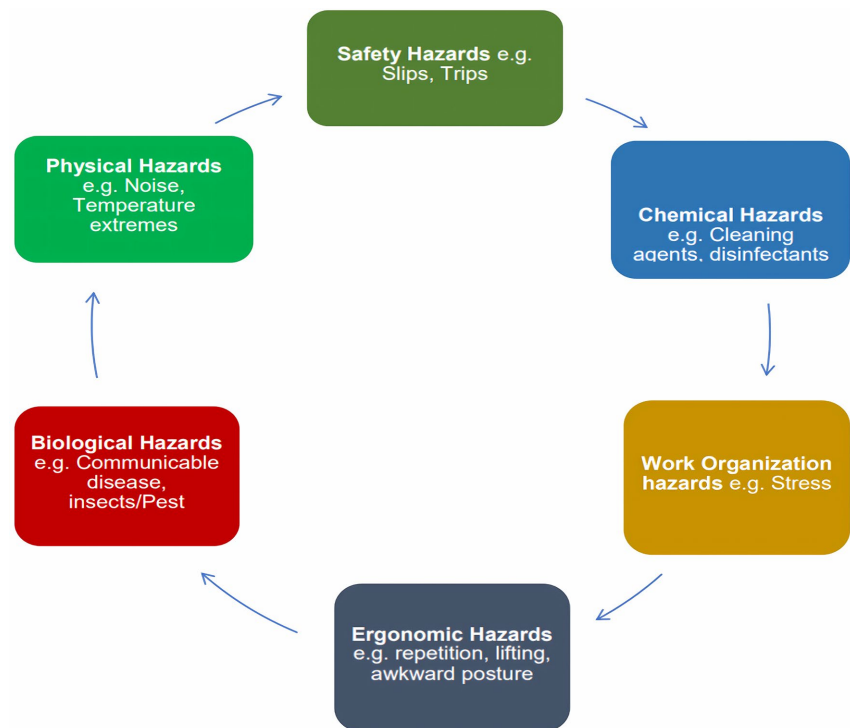 Safety Hazards e.g.
Slips, Trips
Chemical Hazards
e.g. Cleaning
agents, disinfectants
Work Organization
hazards e.g. Stress
Ergonomic Hazards
e.g. repetition, lifting,
awkward posture
Biological Hazards
e.g. Communicable
disease,
insects/Pest
Physical Hazards
e.g. Noise,
Temperature
extremes